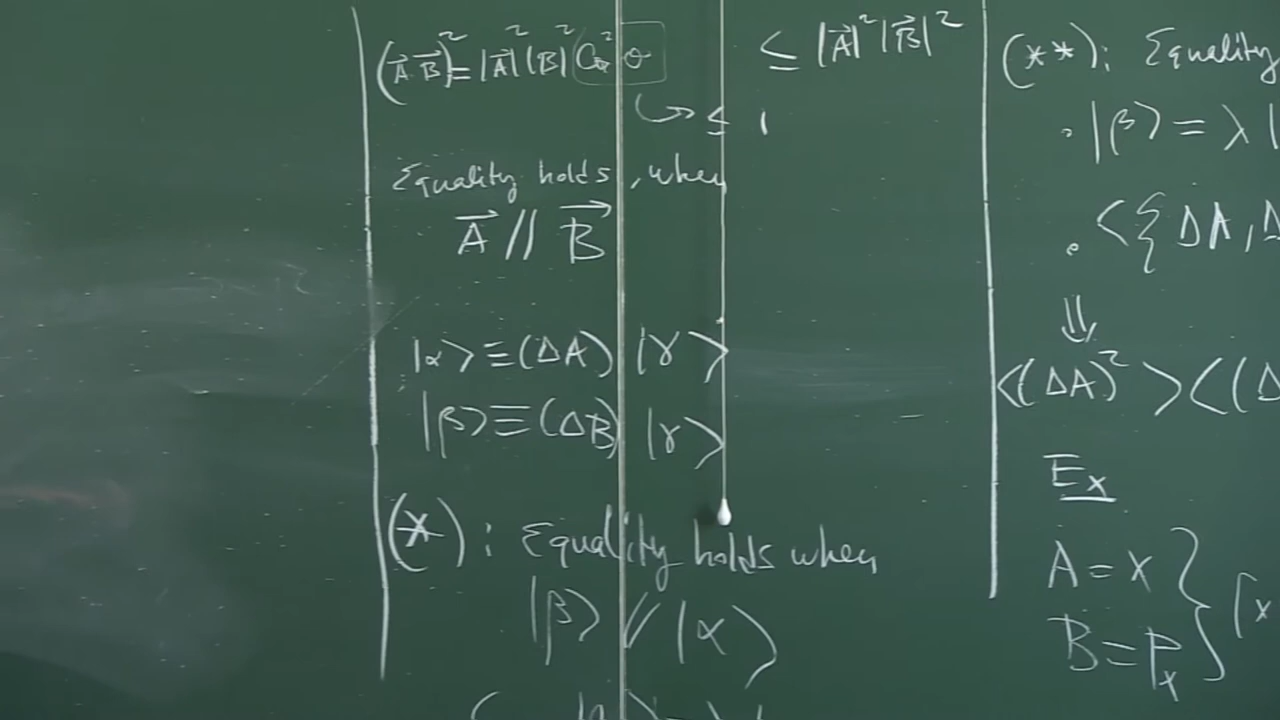 (A⃗ B⃗)² = |A⃗|² |B|² Cos² θ ≤ |A⃗|² |B⃗|²
↪ ≤ 1
Equality holds, when
A⃗ // B⃗
|α> ≡ (ΔA) |γ>
|β> ≡ (ΔB) |γ>
(*) : Equality holds when
|β> // |α>
(**) : Equality
• |β> = λ |
• <{ΔA, Δ
⇓
<(ΔA)²><(Δ
Ex
A = x }
B = pₓ } [x